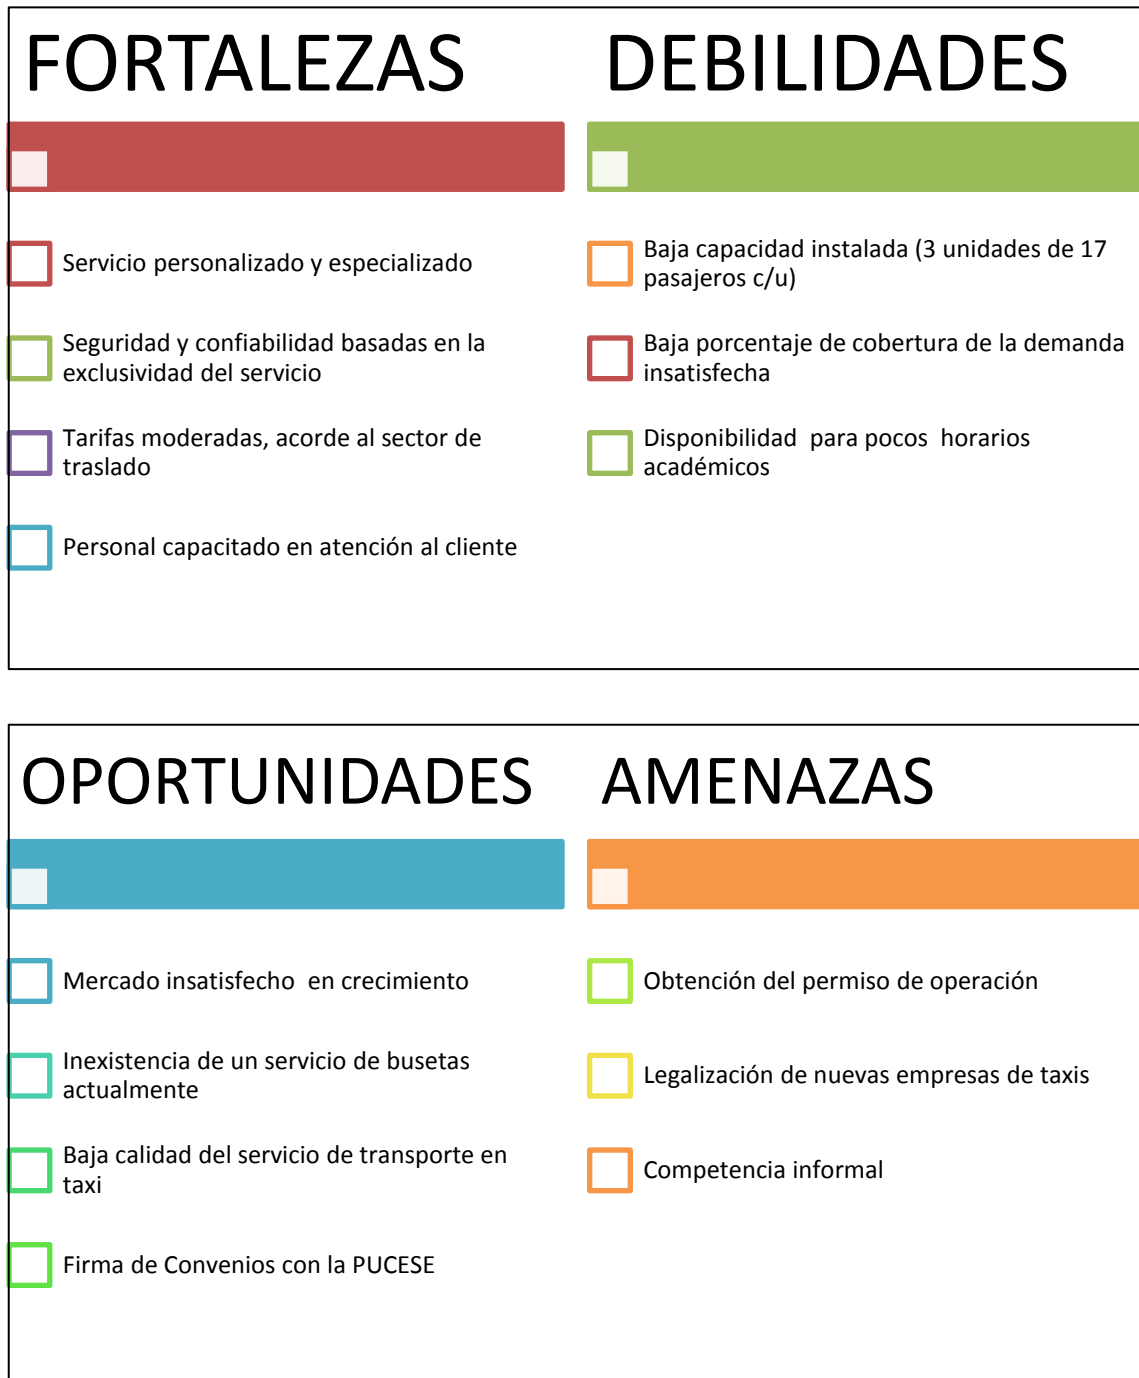 FORTALEZAS
Servicio personalizado y especializado
Seguridad y confiabilidad basadas en la
exclusividad del servicio
Tarifas moderadas, acorde al sector de
traslado
Personal capacitado en atención al cliente
DEBILIDADES
Baja capacidad instalada (3 unidades de 17
pasajeros c/u)
Baja porcentaje de cobertura de la demanda
insatisfecha
Disponibilidad para pocos horarios
académicos
OPORTUNIDADES
Mercado insatisfecho en crecimiento
Inexistencia de un servicio de busetas
actualmente
Baja calidad del servicio de transporte en
taxi
Firma de Convenios con la PUCESE
AMENAZAS
Obtención del permiso de operación
Legalización de nuevas empresas de taxis
Competencia informal